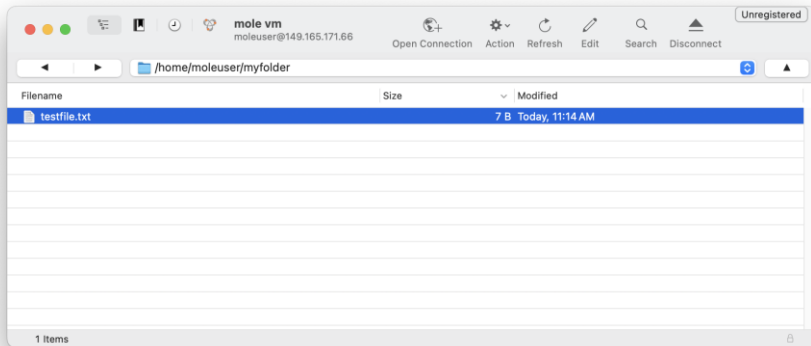 Unregistered
mole vm
moleuser@149.165.171.66
Open Connection Action Refresh Edit Search Disconnect
/home/moleuser/myfolder
Filename Size Modified
testfile.txt 7 B Today, 11:14 AM
1 Items